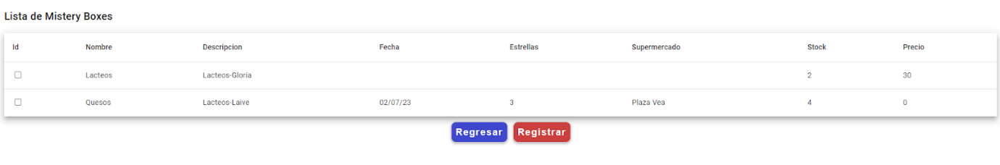 Lista de Mistery Boxes
Id Nombre Descripcion Fecha Estrellas Supermercado Stock Precio
Lacteos Lacteos-Gloria 2 30
Quesos Lacteos-Laive 02/07/23 3 Plaza Vea 4 0
Regresar Registrar